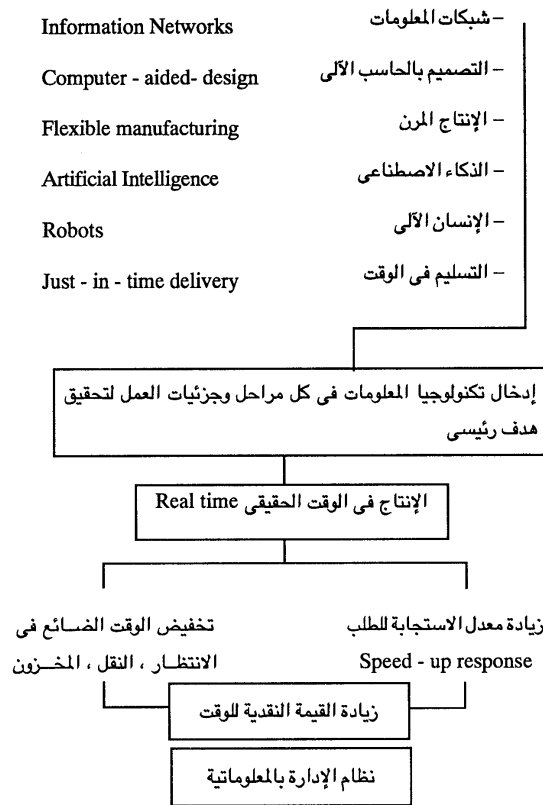 – شبكات المعلومات Information Networks
– التصميم بالحاسب الآلى Computer - aided- design
– الإنتاج المرن Flexible manufacturing
– الذكاء الاصطناعى Artificial Intelligence
– الإنسان الآلى Robots
– التسليم فى الوقت Just - in - time delivery
إدخال تكنولوجيا المعلومات فى كل مراحل وجزئيات العمل لتحقيق
هدف رئيسى
الإنتاج فى الوقت الحقيقى Real time
زيادة معدل الاستجابة للطلب
Speed - up response
تخفيض الوقت الضائع فى
الانتظار ، النقل ، المخزون
زيادة القيمة النقدية للوقت
نظام الإدارة بالمعلوماتية